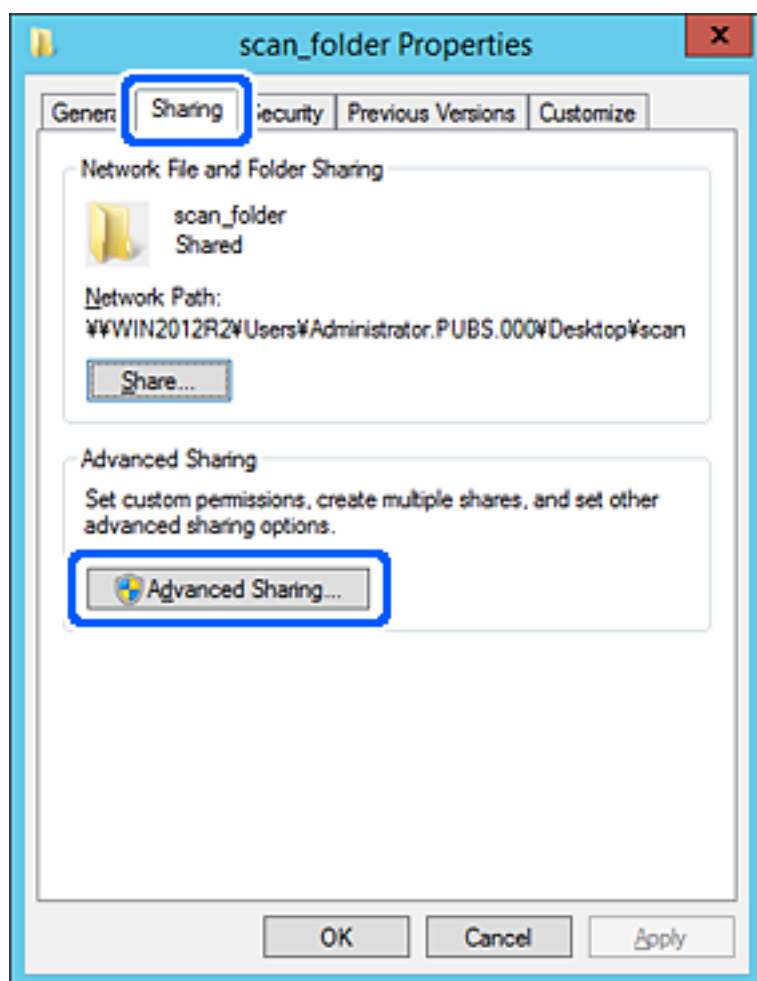 scan_folder Properties
x
General Sharing Security Previous Versions Customize
Network File and Folder Sharing
scan_folder
Shared
Network Path:
¥¥WIN2012R2¥Users¥Administrator.PUBS.000¥Desktop¥scan
Share...
Advanced Sharing
Set custom permissions, create multiple shares, and set other
advanced sharing options.
Advanced Sharing...
OK Cancel Apply